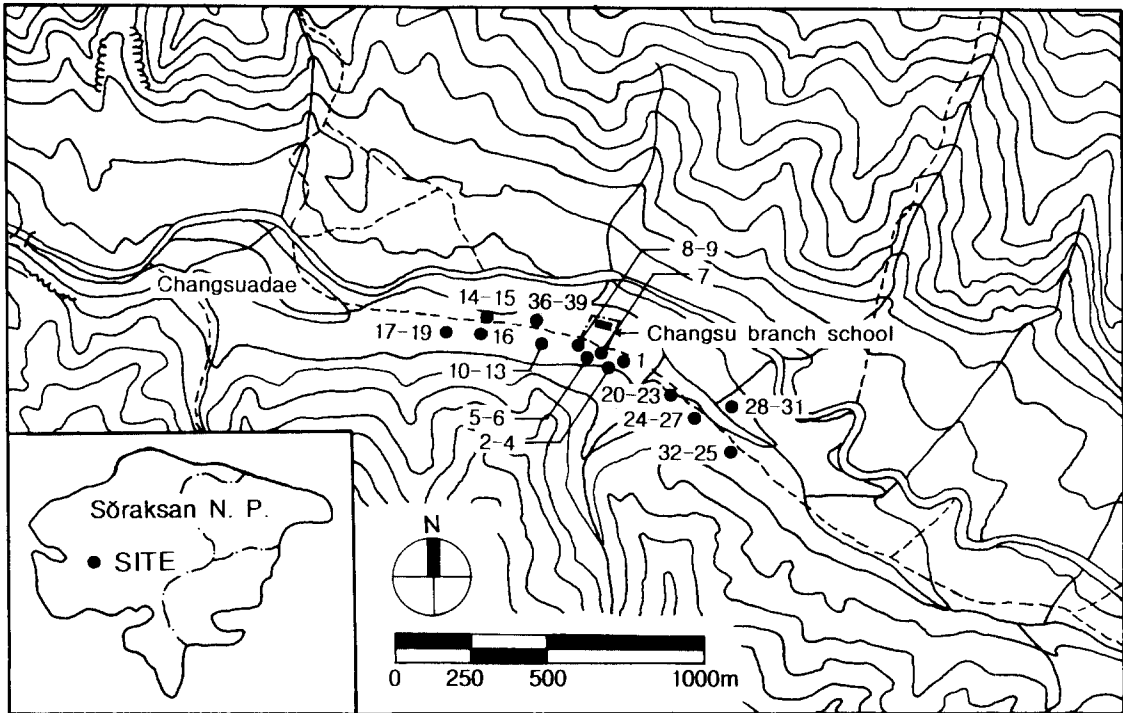 8-9
7
Changsuadae
14-15
36-39
17-19
16
Changsu branch school
10-13
1
20-23
28-31
5-6
24-27
2-4
32-25
Sŏraksan N. P.
SITE
N
0 250 500 1000m